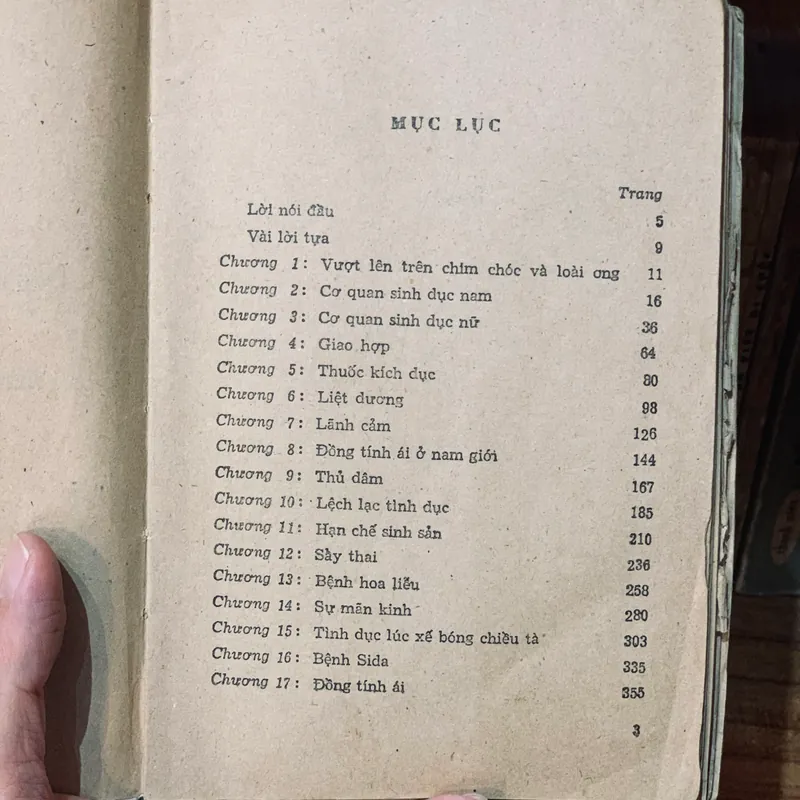 MỤC LỤC
Trang
Lời nói đầu 5
Vài lời tựa 9
Chương 1: Vượt lên trên chim chóc và loài ong 11
Chương 2: Cơ quan sinh dục nam 16
Chương 3: Cơ quan sinh dục nữ 36
Chương 4: Giao hợp 64
Chương 5: Thuốc kích dục 80
Chương 6: Liệt dương 98
Chương 7: Lãnh cảm 126
Chương 8: Đồng tính ái ở nam giới 144
Chương 9: Thủ dâm 167
Chương 10: Lệch lạc tình dục 185
Chương 11: Hạn chế sinh sản 210
Chương 12: Sẩy thai 236
Chương 13: Bệnh hoa liễu 258
Chương 14: Sự mãn kinh 280
Chương 15: Tình dục lúc xế bóng chiều tà 303
Chương 16: Bệnh Sida 335
Chương 17: Đồng tính ái 355
3